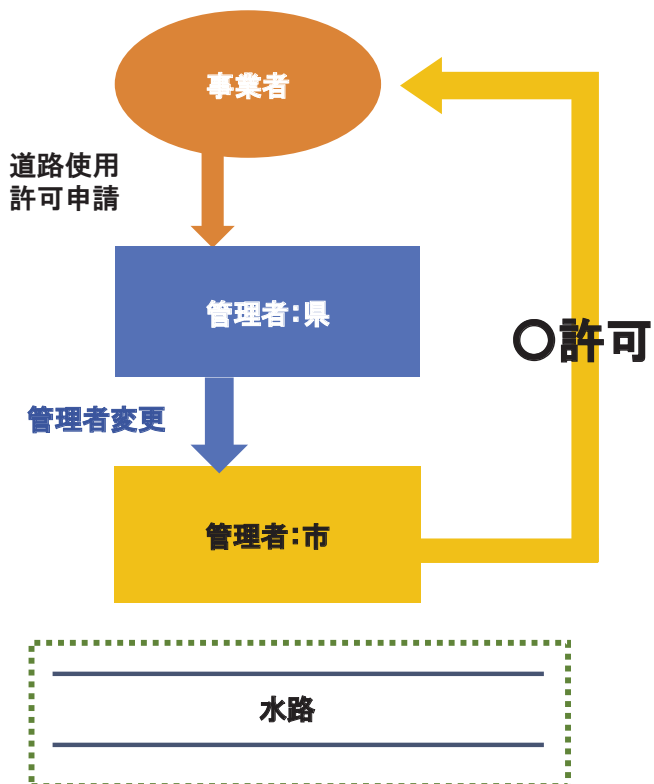 事業者
道路使用
許可申請
管理者:県
〇許可
管理者変更
管理者:市
水路